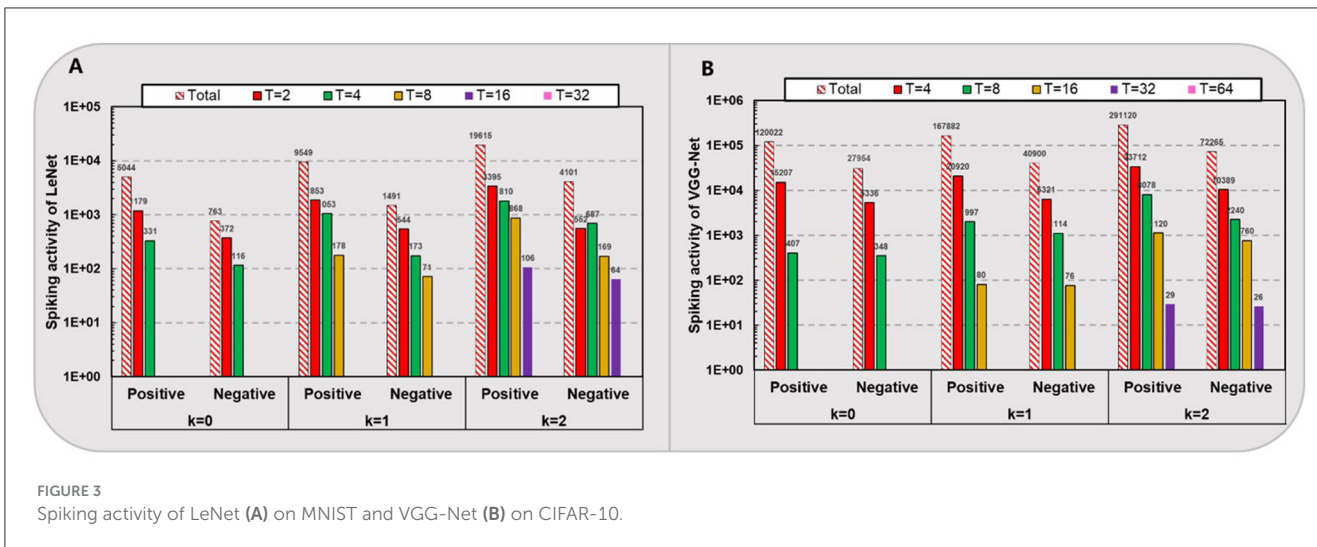 A
Total T=2 T=4 T=8 T=16 T=32
Spiking activity of LeNet
1E+05
1E+04
1E+03
1E+02
1E+01
1E+00
5044
179
331
763
372
116
9549
853
053
178
1491
544
173
71
19615
3395
810
868
106
4101
552
687
169
64
Positive Negative Positive Negative Positive Negative
k=0 k=1 k=2
B
Total T=4 T=8 T=16 T=32 T=64
Spiking activity of VGG-Net
1E+06
1E+05
1E+04
1E+03
1E+02
1E+01
1E+00
120022
5207
407
27954
5336
348
167882
20920
997
80
40900
6321
114
76
291120
33712
8078
120
29
72265
10389
2240
760
26
Positive Negative Positive Negative Positive Negative
k=0 k=1 k=2
FIGURE 3
Spiking activity of LeNet (A) on MNIST and VGG-Net (B) on CIFAR-10.